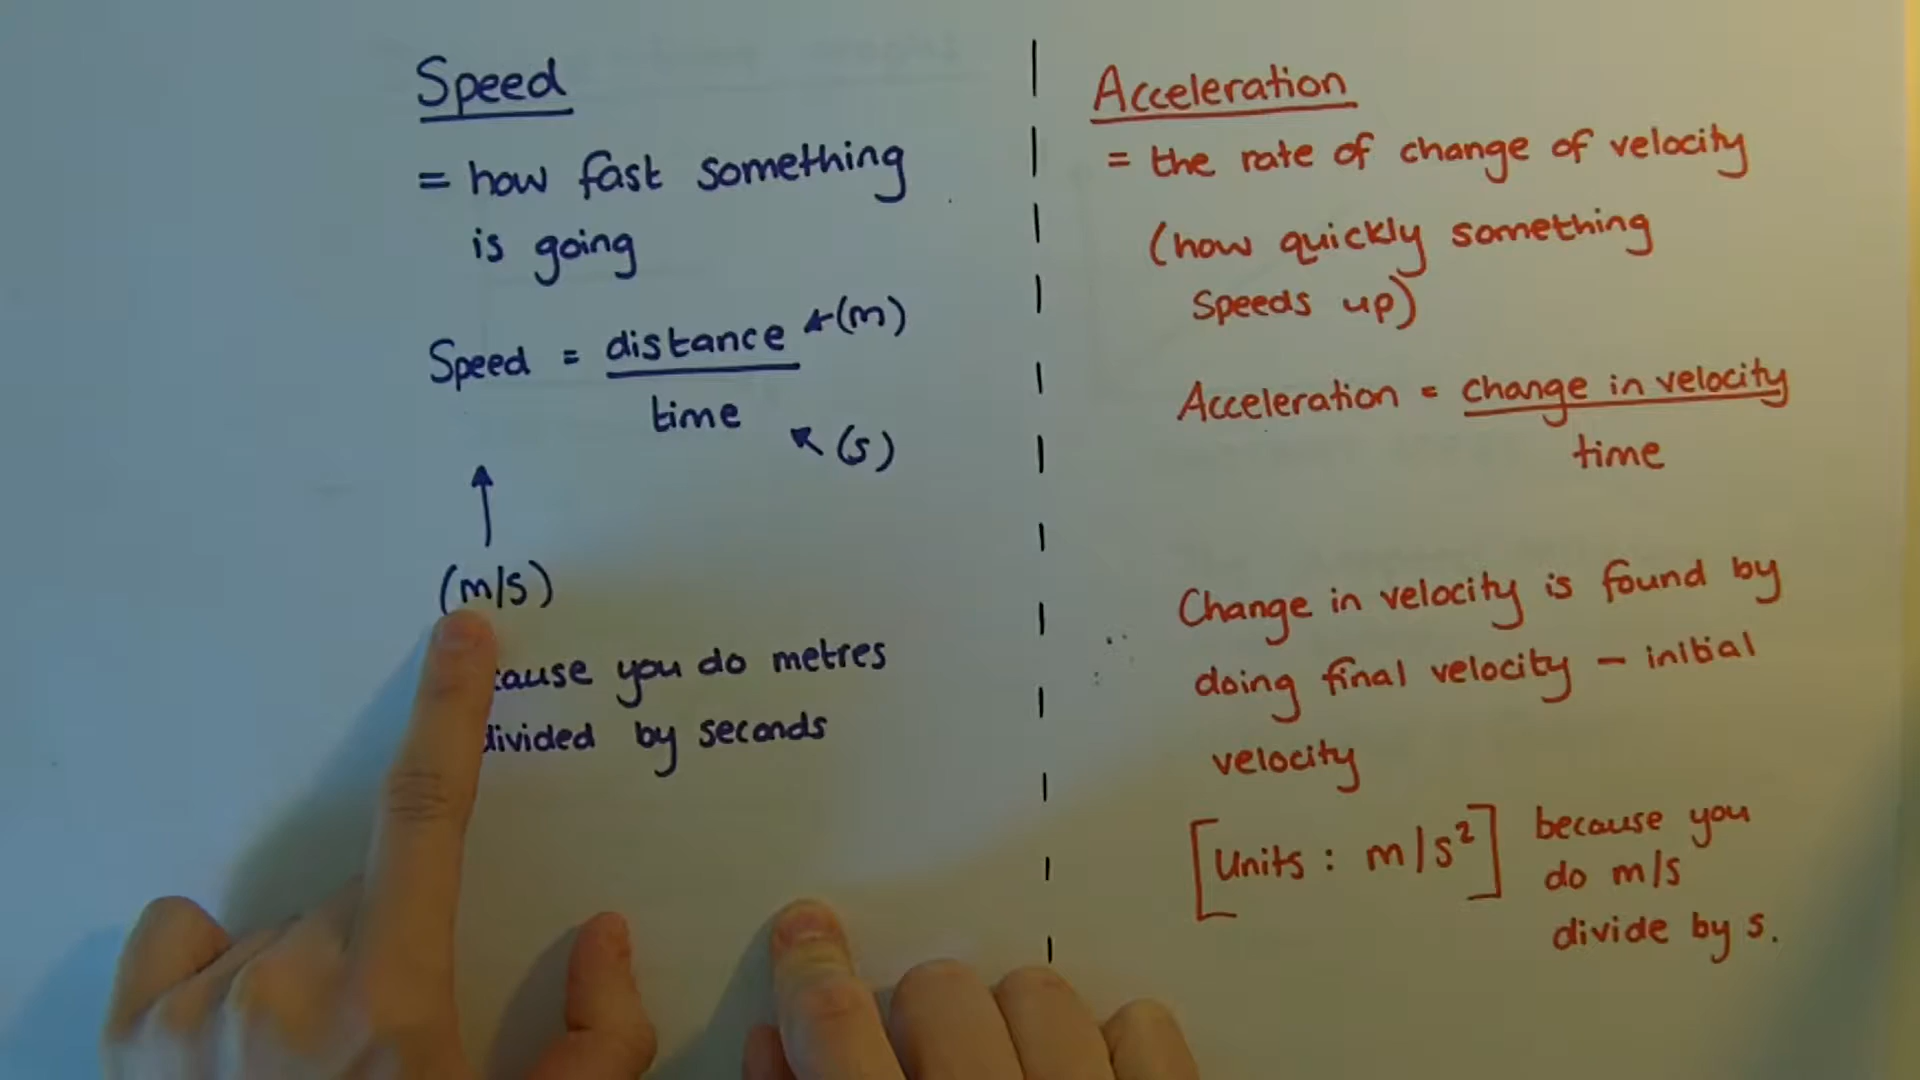 Speed
= how fast something
is going
Speed = distance ←(m)
time ↖(s)
↑
(m/s)
cause you do metres
divided by seconds
Acceleration
= the rate of change of velocity
(how quickly something
Speeds up)
Acceleration = change in velocity
time
Change in velocity is found by
doing final velocity – initial
velocity
[Units : m/s²] because you
do m/s
divide by s.